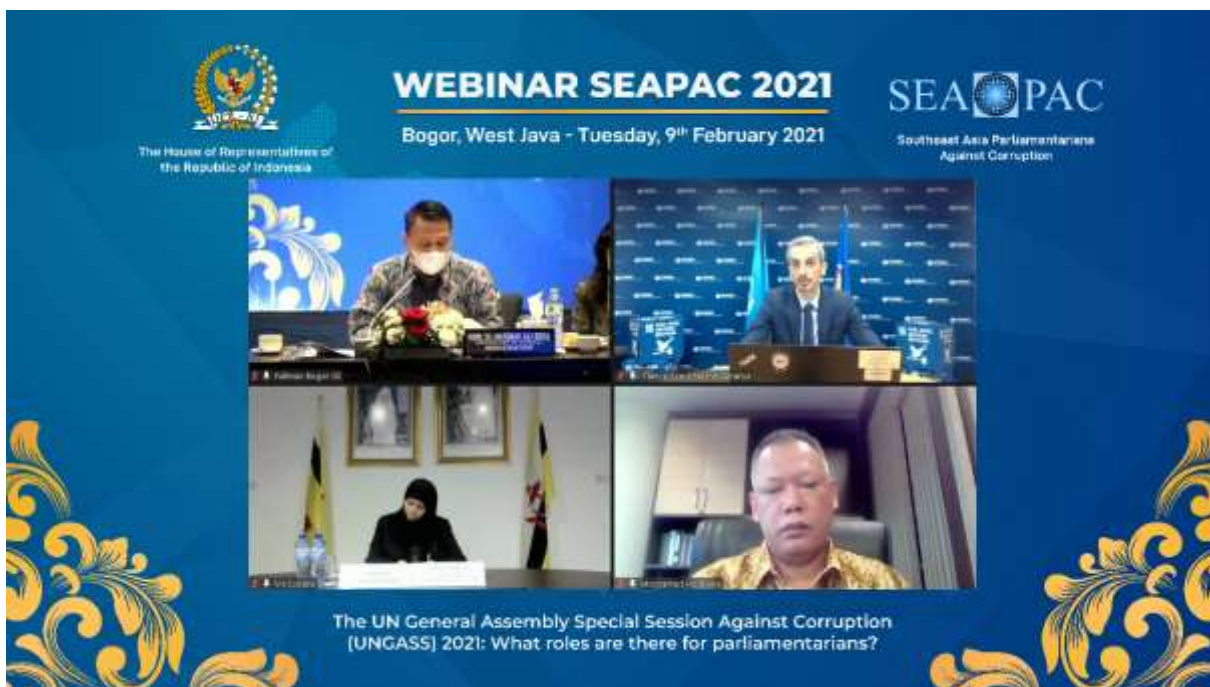 WEBINAR SEAPAC 2021
Bogor, West Java - Tuesday, 9th February 2021
The House of Representatives of
the Republic of Indonesia
SEA PAC
Southeast Asia Parliamentarians
Against Corruption
The UN General Assembly Special Session Against Corruption
(UNGASS) 2021: What roles are there for parliamentarians?